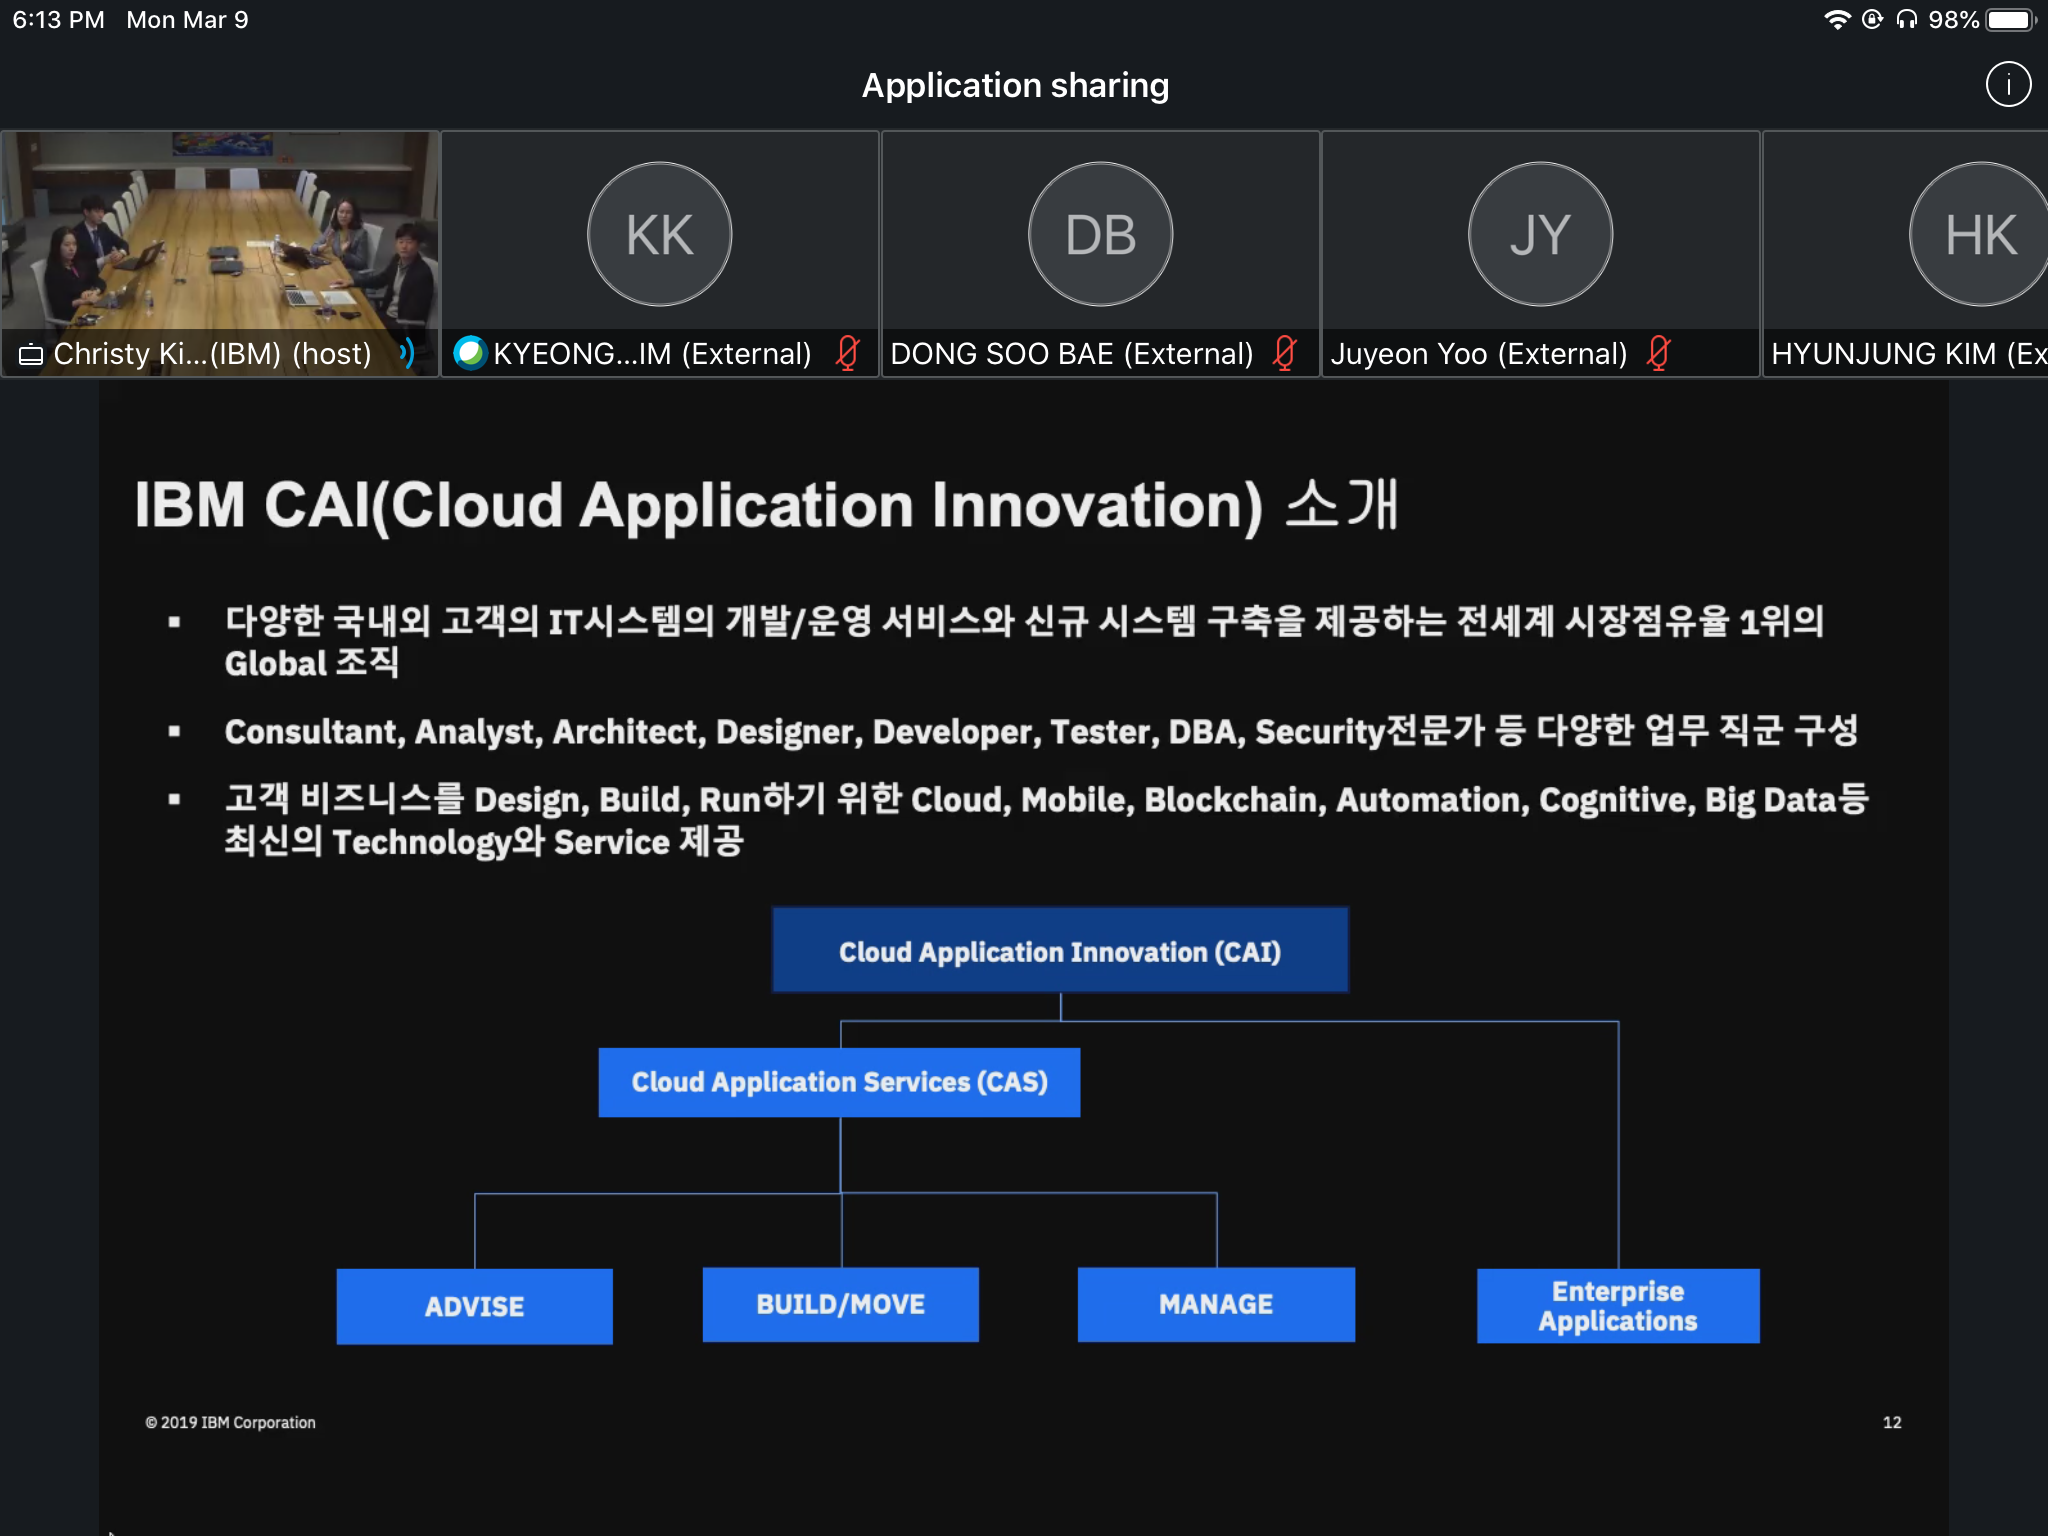 6:13 PM Mon Mar 9
98%
Application sharing
KK
DB
JY
HK
Christy Ki...(IBM) (host)
KYEONG...IM (External)
DONG SOO BAE (External)
Juyeon Yoo (External)
HYUNJUNG KIM (Ex
IBM CAI(Cloud Application Innovation) 소개
▪ 다양한 국내외 고객의 IT시스템의 개발/운영 서비스와 신규 시스템 구축을 제공하는 전세계 시장점유율 1위의
Global 조직
▪ Consultant, Analyst, Architect, Designer, Developer, Tester, DBA, Security전문가 등 다양한 업무 직군 구성
▪ 고객 비즈니스를 Design, Build, Run하기 위한 Cloud, Mobile, Blockchain, Automation, Cognitive, Big Data등
최신의 Technology와 Service 제공
Cloud Application Innovation (CAI)
Cloud Application Services (CAS)
ADVISE
BUILD/MOVE
MANAGE
Enterprise
Applications
© 2019 IBM Corporation
12